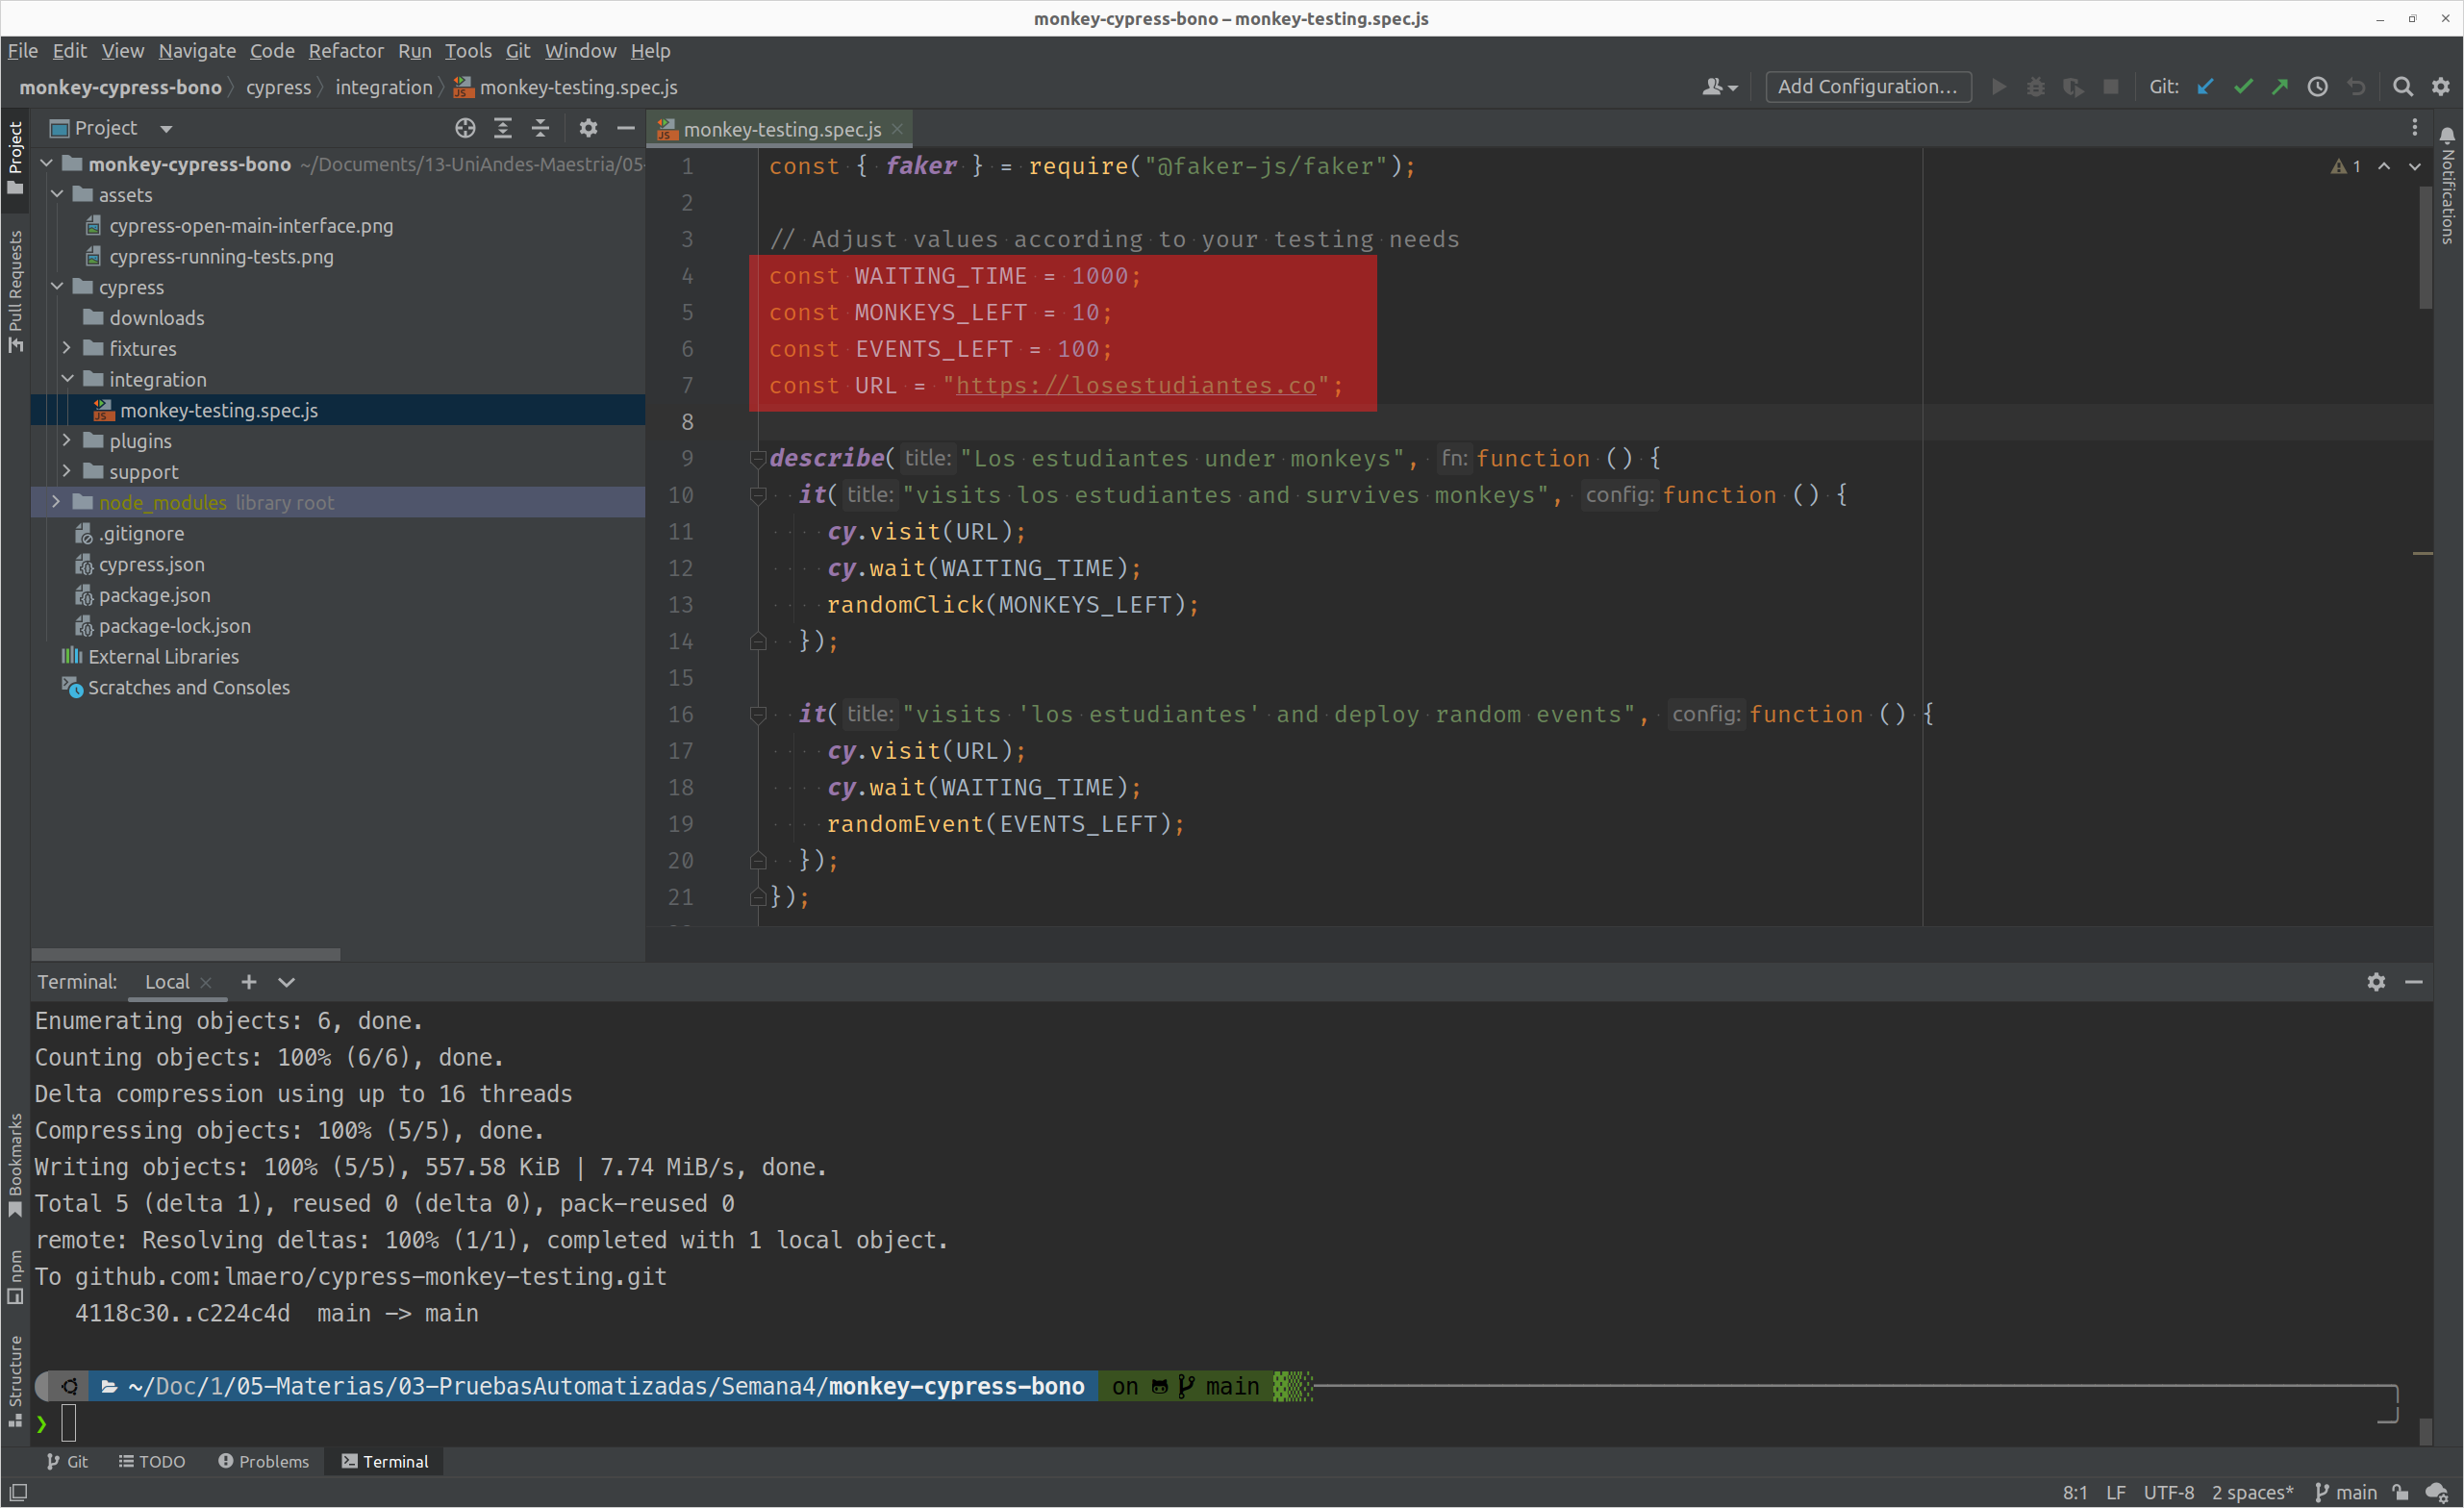 monkey-cypress-bono – monkey-testing.spec.js
File Edit View Navigate Code Refactor Run Tools Git Window Help
monkey-cypress-bono cypress integration monkey-testing.spec.js
Add Configuration... Git:
Project
monkey-testing.spec.js
Project
Pull Requests
Bookmarks
npm
Structure
Notifications
monkey-cypress-bono ~/Documents/13-UniAndes-Maestria/05-
assets
cypress-open-main-interface.png
cypress-running-tests.png
cypress
downloads
fixtures
integration
monkey-testing.spec.js
plugins
support
node_modules library root
.gitignore
cypress.json
package.json
package-lock.json
External Libraries
Scratches and Consoles
1
1 const { faker } = require("@faker-js/faker");
2
3 // Adjust values according to your testing needs
4 const WAITING_TIME = 1000;
5 const MONKEYS_LEFT = 10;
6 const EVENTS_LEFT = 100;
7 const URL = "https://losestudiantes.co";
8
9 describe( title: "Los estudiantes under monkeys", fn: function () {
10 it( title: "visits los estudiantes and survives monkeys", config: function () {
11 cy.visit(URL);
12 cy.wait(WAITING_TIME);
13 randomClick(MONKEYS_LEFT);
14 });
15
16 it( title: "visits 'los estudiantes' and deploy random events", config: function () {
17 cy.visit(URL);
18 cy.wait(WAITING_TIME);
19 randomEvent(EVENTS_LEFT);
20 });
21 });
Terminal: Local
Enumerating objects: 6, done.
Counting objects: 100% (6/6), done.
Delta compression using up to 16 threads
Compressing objects: 100% (5/5), done.
Writing objects: 100% (5/5), 557.58 KiB | 7.74 MiB/s, done.
Total 5 (delta 1), reused 0 (delta 0), pack-reused 0
remote: Resolving deltas: 100% (1/1), completed with 1 local object.
To github.com:lmaero/cypress-monkey-testing.git
4118c30..c224c4d main -> main
~/Doc/1/05-Materias/03-PruebasAutomatizadas/Semana4/monkey-cypress-bono on main
❯
Git TODO Problems Terminal
8:1 LF UTF-8 2 spaces* main